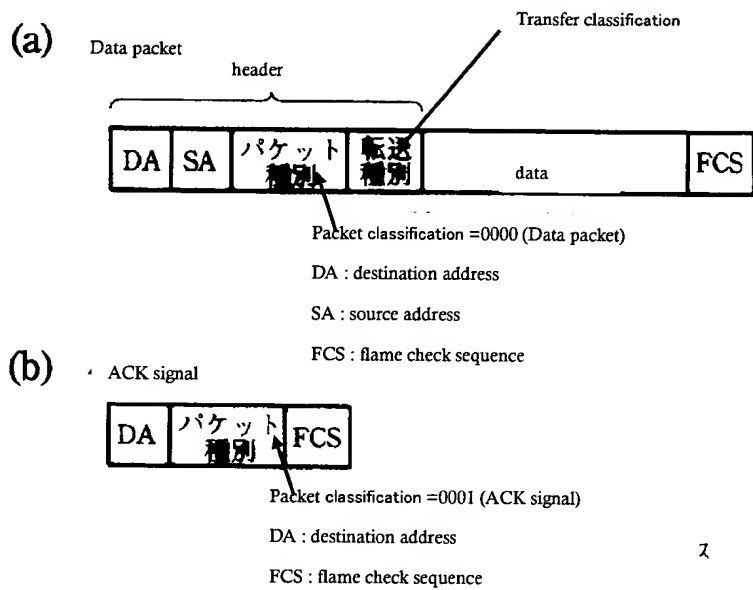 Transfer classification
(a)
Data packet
header
DA SA パケット種別 転送種別 data FCS
Packet classification =0000 (Data packet)
DA : destination address
SA : source address
FCS : flame check sequence
(b)
ACK signal
DA パケット種別 FCS
Packet classification =0001 (ACK signal)
DA : destination address
FCS : flame check sequence